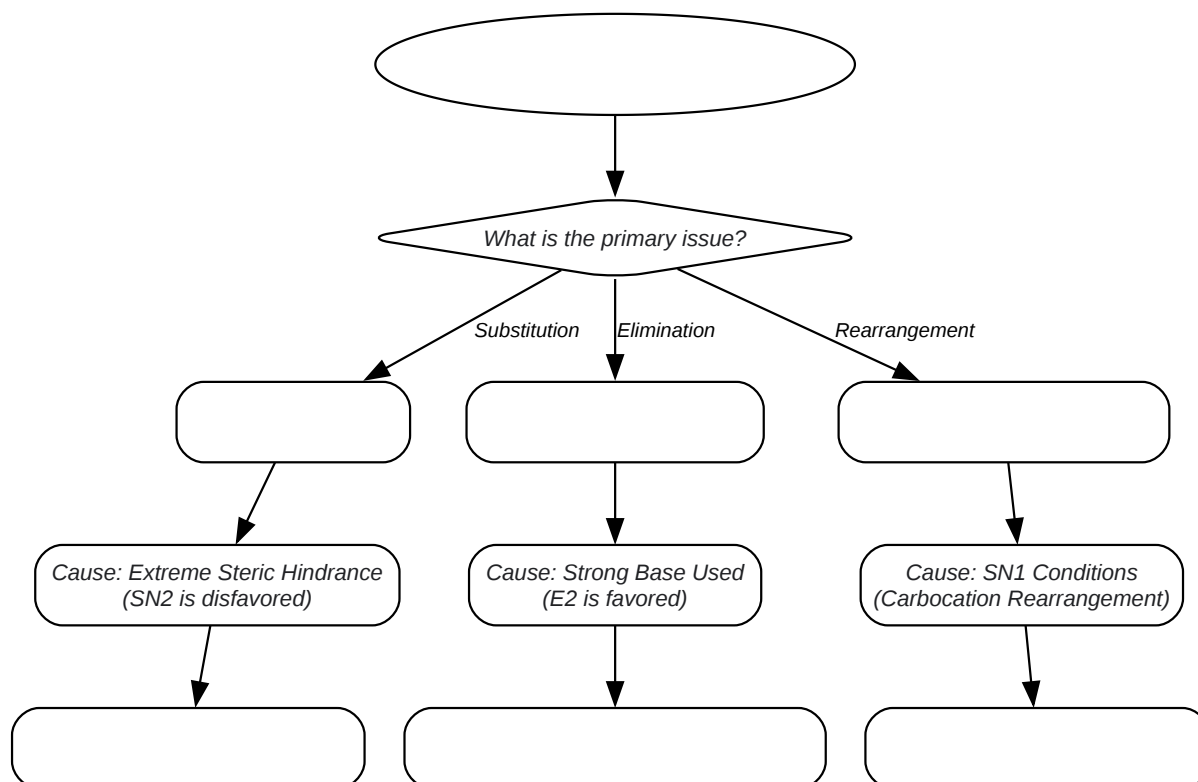 What is the primary issue?
Substitution
Elimination
Rearrangement
Cause: Extreme Steric Hindrance
(SN2 is disfavored)
Cause: Strong Base Used
(E2 is favored)
Cause: SN1 Conditions
(Carbocation Rearrangement)